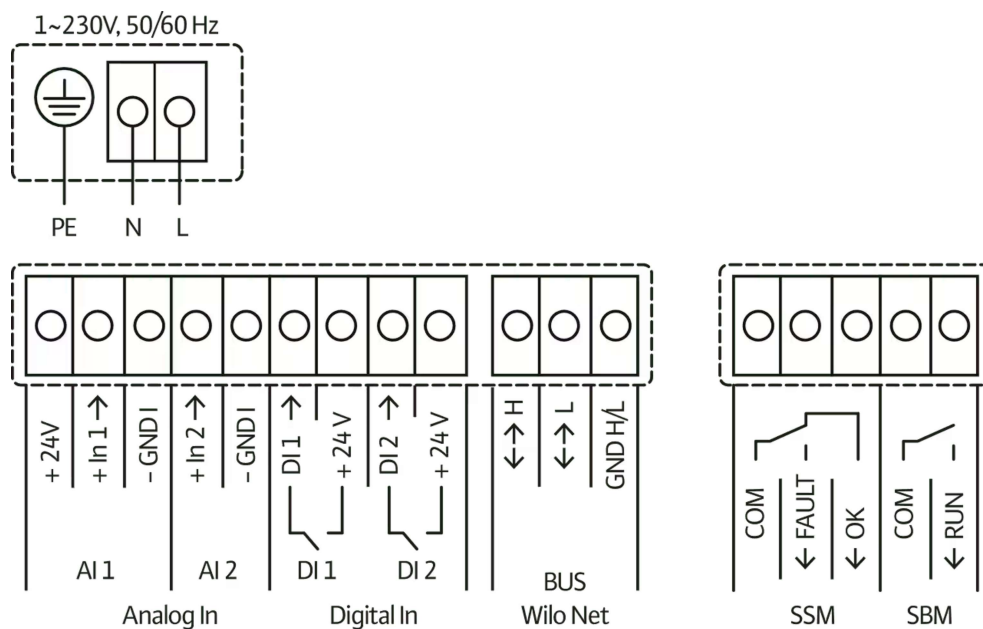 1~230V, 50/60 Hz
PE N L
+ 24V
+ In 1 →
- GND I
+ In 2 →
- GND I
DI 1 →
+ 24 V
DI 2 →
+ 24 V
↔ H
↔ L
GND H/L
COM
← FAULT
← OK
COM
← RUN
AI 1 AI 2 DI 1 DI 2 BUS
Analog In Digital In Wilo Net SSM SBM